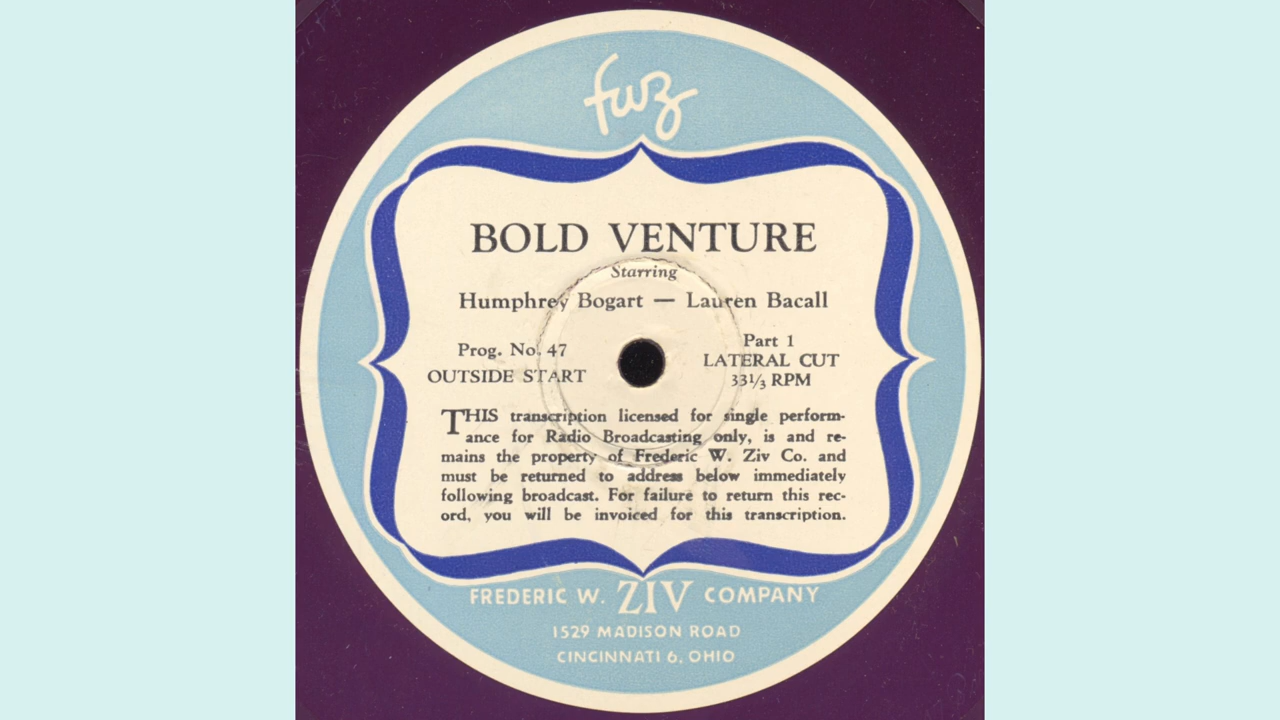 fwz
BOLD VENTURE
Starring
Humphrey Bogart — Lauren Bacall
Prog. No. 47
OUTSIDE START
Part 1
LATERAL CUT
33 1/3 RPM
THIS transcription licensed for single perform-
ance for Radio Broadcasting only, is and re-
mains the property of Frederic W. Ziv Co. and
must be returned to address below immediately
following broadcast. For failure to return this rec-
ord, you will be invoiced for this transcription.
FREDERIC W. ZIV COMPANY
1529 MADISON ROAD
CINCINNATI 6, OHIO